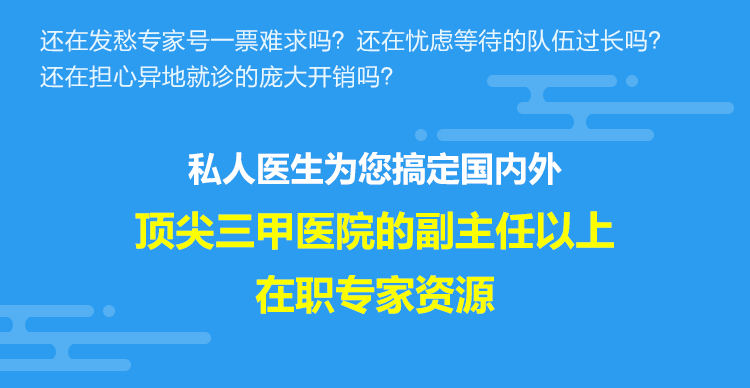 还在发愁专家号一票难求吗？还在忧虑等待的队伍过长吗？
还在担心异地就诊的庞大开销吗？
私人医生为您搞定国内外
顶尖三甲医院的副主任以上
在职专家资源